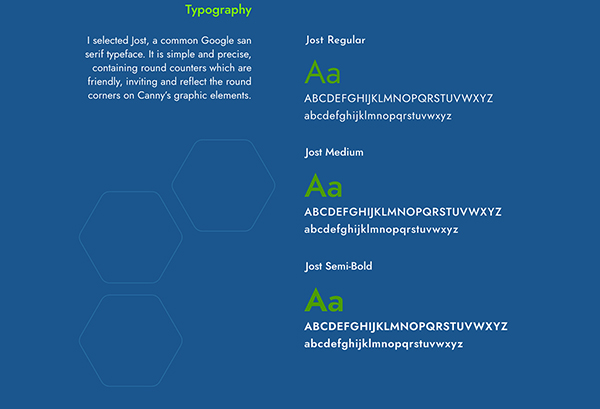 Typography
I selected Jost, a common Google san
serif typeface. It is simple and precise,
containing round counters which are
friendly, inviting and reflect the round
corners on Canny's graphic elements.
Jost Regular
Aa
ABCDEFGHIJKLMNOPQRSTUVWXYZ
abcdefghijklmnopqrstuvwxyz
Jost Medium
Aa
ABCDEFGHIJKLMNOPQRSTUVWXYZ
abcdefghijklmnopqrstuvwxyz
Jost Semi-Bold
Aa
ABCDEFGHIJKLMNOPQRSTUVWXYZ
abcdefghijklmnopqrstuvwxyz